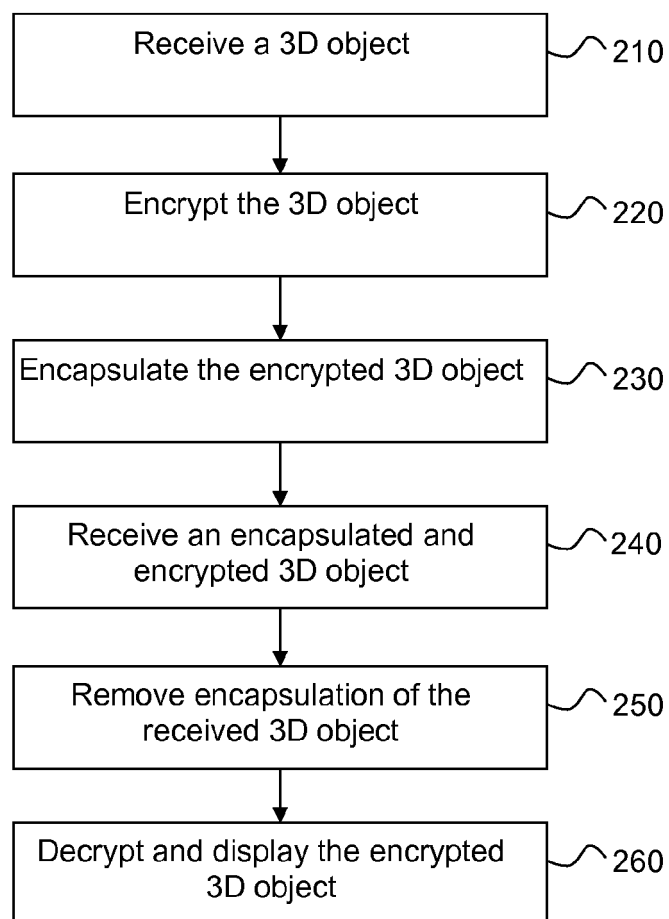 Receive a 3D object
210
Encrypt the 3D object
220
Encapsulate the encrypted 3D object
230
Receive an encapsulated and
encrypted 3D object
240
Remove encapsulation of the
received 3D object
250
Decrypt and display the encrypted
3D object
260